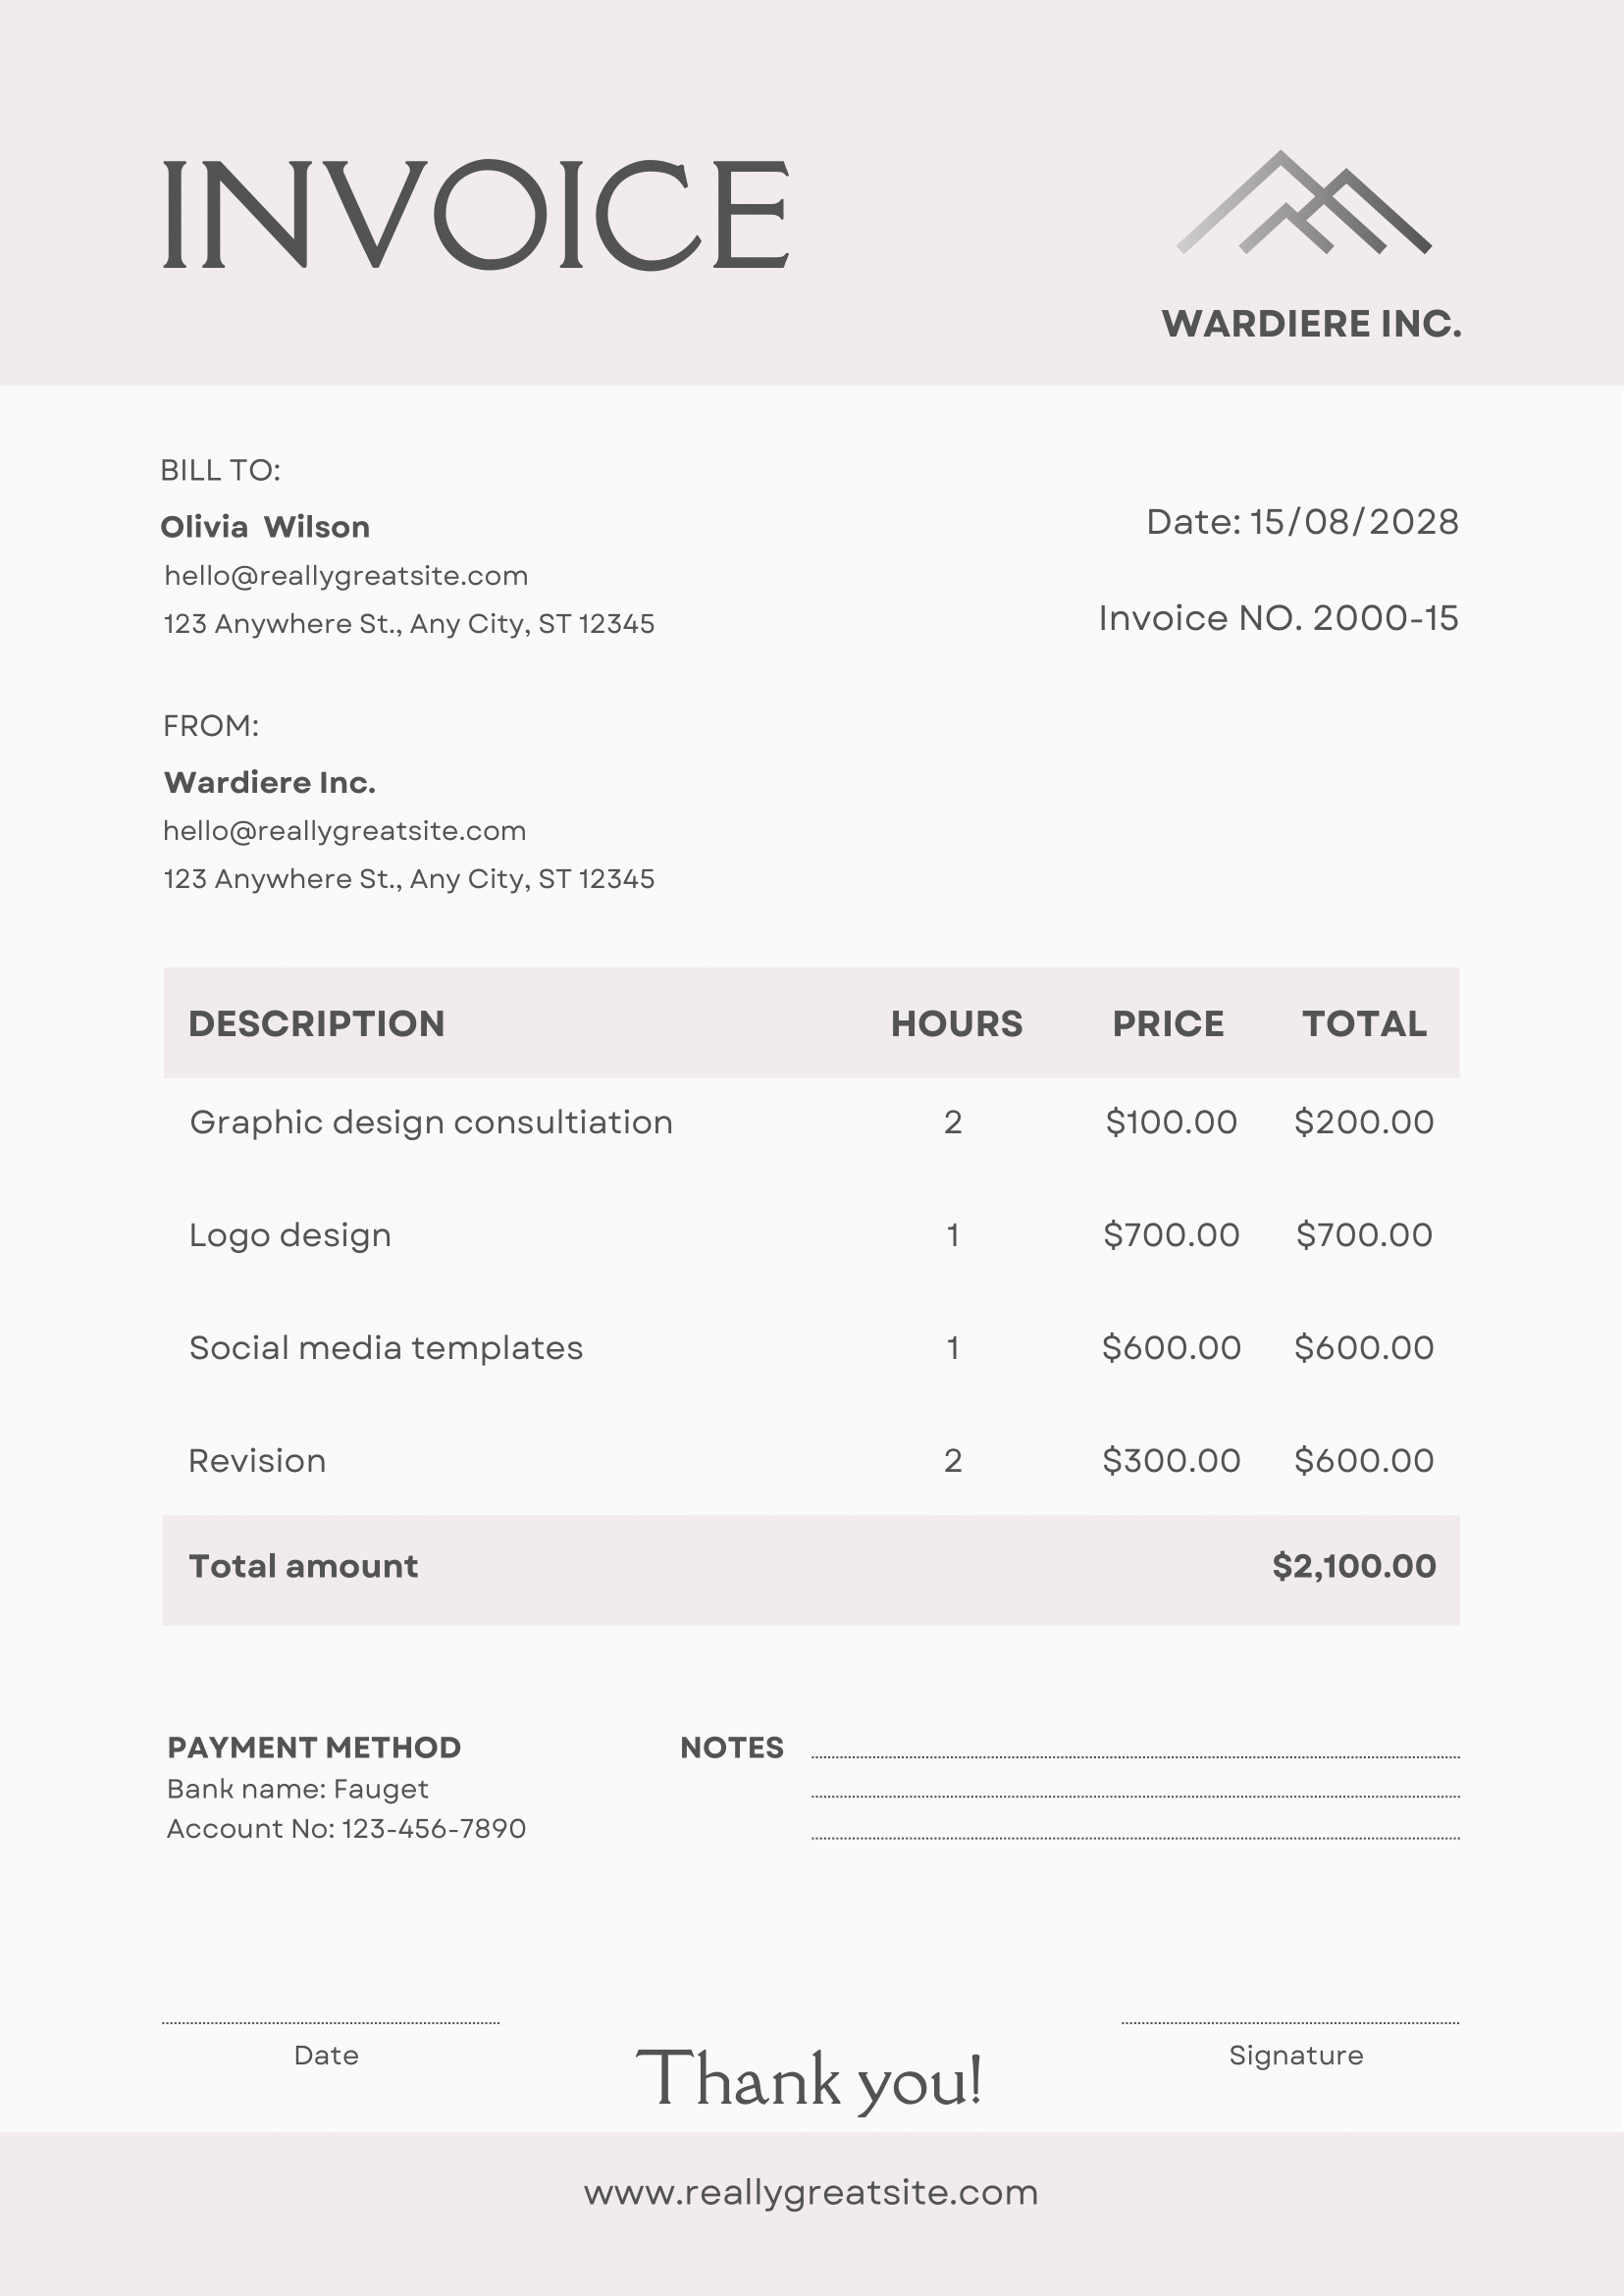 INVOICE
WARDIERE INC.
BILL TO:
Olivia  Wilson
hello@reallygreatsite.com
123 Anywhere St., Any City, ST 12345
Date: 15/08/2028
Invoice NO. 2000-15
FROM:
Wardiere Inc.
hello@reallygreatsite.com
123 Anywhere St., Any City, ST 12345
DESCRIPTION HOURS PRICE TOTAL
Graphic design consultiation 2 $100.00 $200.00
Logo design 1 $700.00 $700.00
Social media templates 1 $600.00 $600.00
Revision 2 $300.00 $600.00
Total amount $2,100.00
PAYMENT METHOD
Bank name: Fauget
Account No: 123-456-7890
NOTES
Date
Thank you!
Signature
www.reallygreatsite.com